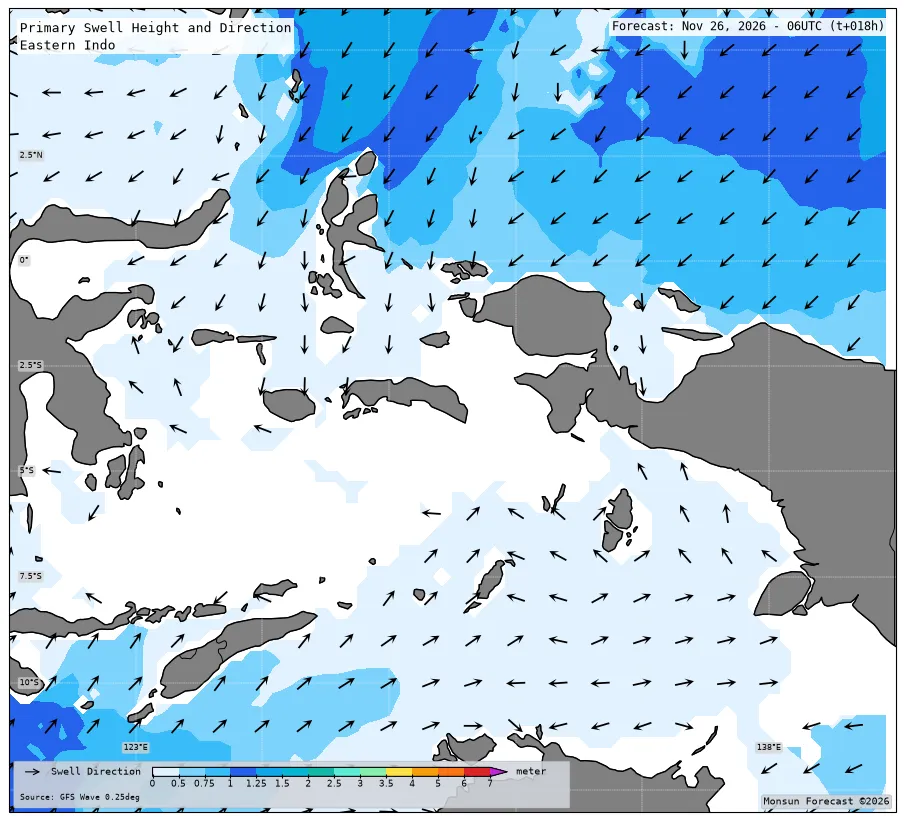 Primary Swell Height and Direction
Eastern Indo
Forecast: Nov 26, 2026 - 06UTC (t+018h)
2.5°N
0°
2.5°S
5°S
7.5°S
10°S
123°E
138°E
Swell Direction
0 0.5 0.75 1 1.25 1.5 2 2.5 3 3.5 4 5 6 7
meter
Source: GFS Wave 0.25deg
Monsun Forecast ©2026